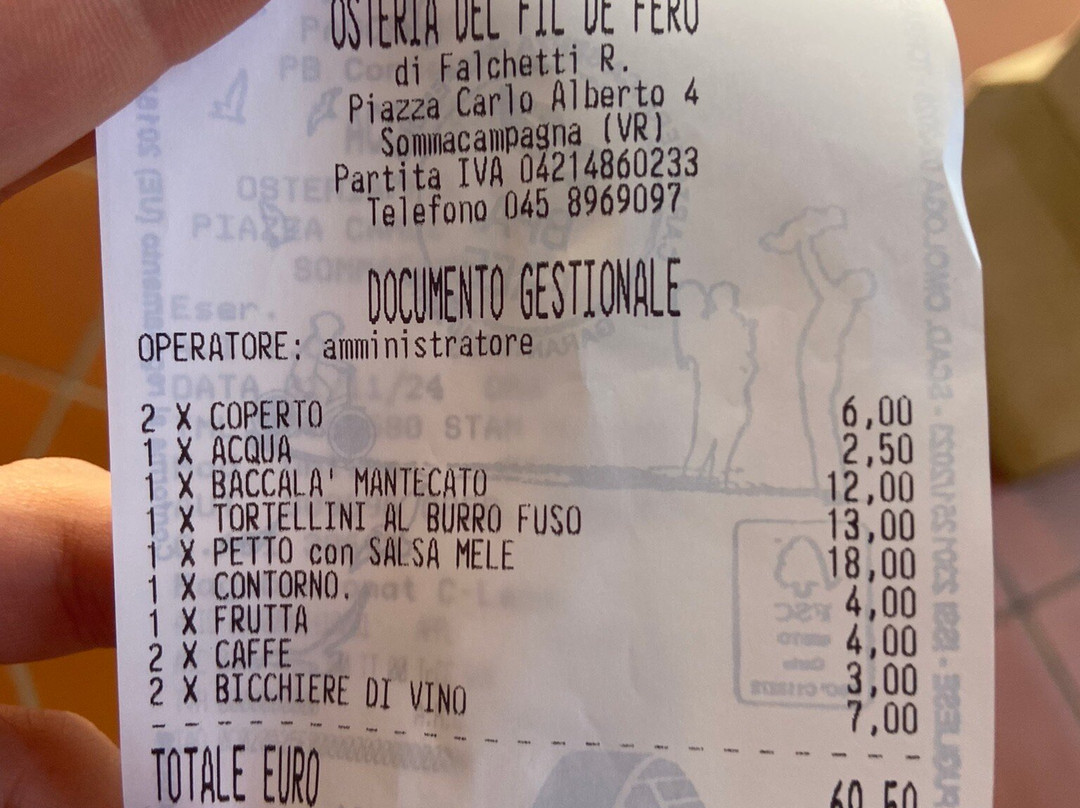 OSTERIA DEL FIL DE FERO
di Falchetti R.
Piazza Carlo Alberto 4
Sommacampagna (VR)
Partita IVA 04214860233
Telefono 045 8969097
DOCUMENTO GESTIONALE
OPERATORE: amministratore
2 X COPERTO 6,00
1 X ACQUA 2,50
1 X BACCALA' MANTECATO 12,00
1 X TORTELLINI AL BURRO FUSO 13,00
1 X PETTO con SALSA MELE 18,00
1 X CONTORNO. 4,00
1 X FRUTTA 4,00
2 X CAFFE 3,00
2 X BICCHIERE DI VINO 7,00
TOTALE EURO 69,50